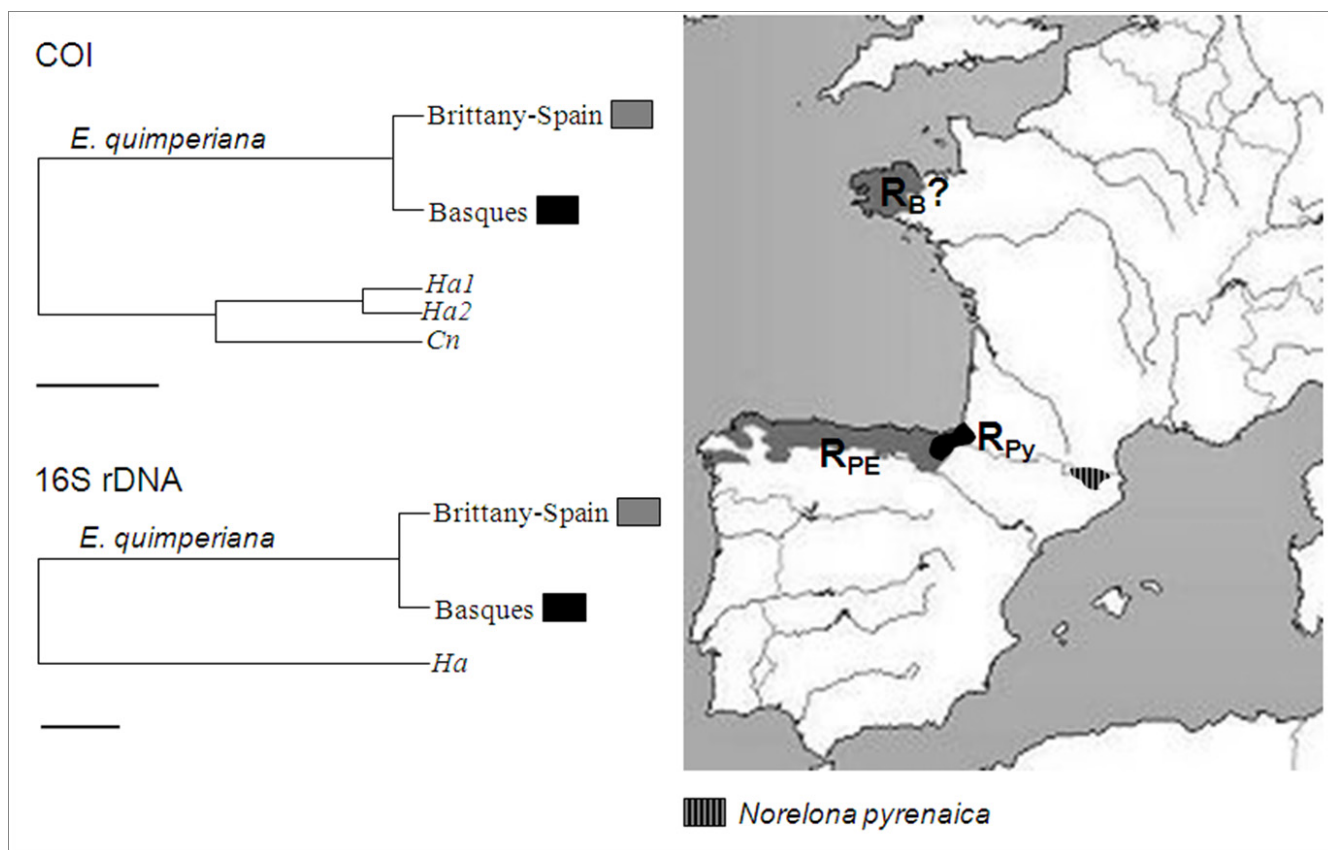 COI
E. quimperiana
Brittany-Spain
Basques
Ha1
Ha2
Cn
16S rDNA
E. quimperiana
Brittany-Spain
Basques
Ha
RB?
RPE
RPy
Norelona pyrenaica